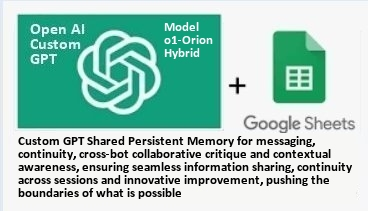 Open AI
Custom
GPT
Model
o1-Orion
Hybrid
+
Google Sheets
Custom GPT Shared Persistent Memory for messaging,
continuity, cross-bot collaborative critique and contextual
awareness, ensuring seamless information sharing, continuity
across sessions and innovative improvement, pushing the
boundaries of what is possible